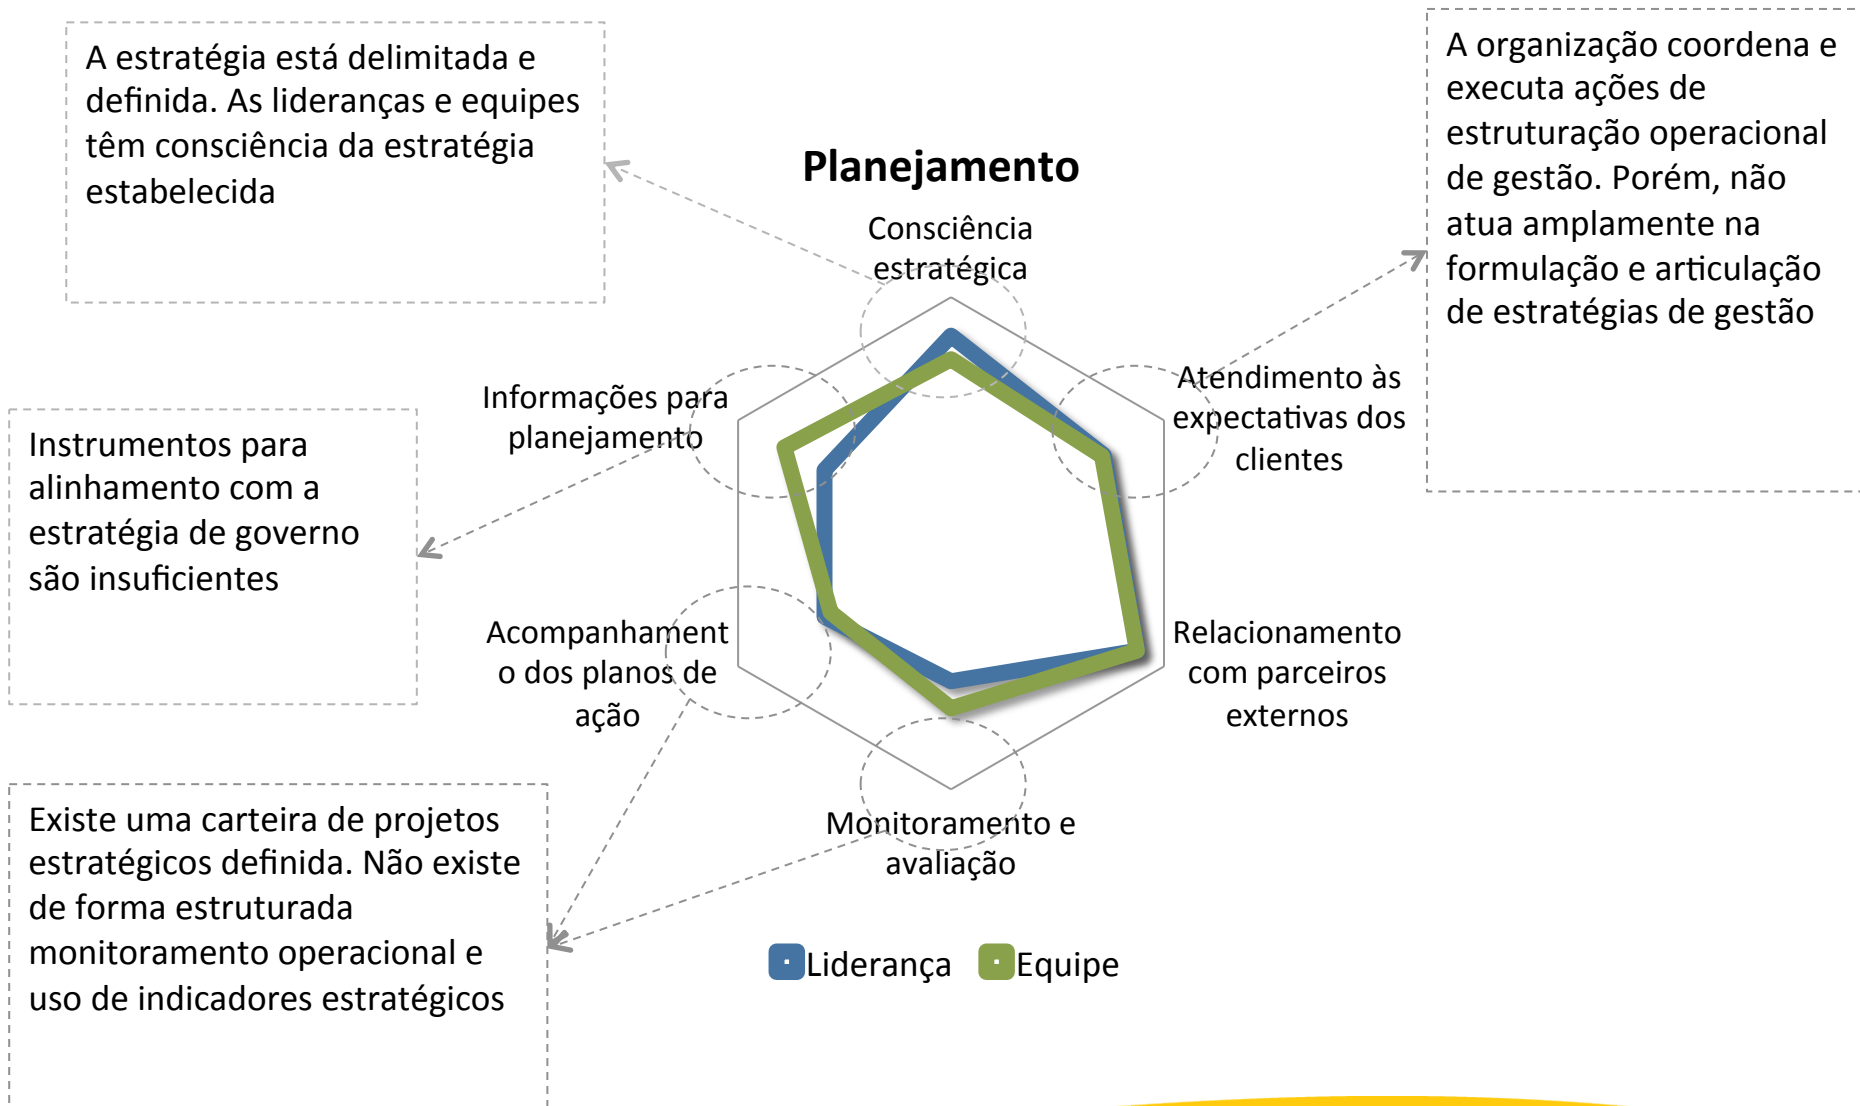 A estratégia está delimitada e
definida. As lideranças e equipes
têm consciência da estratégia
estabelecida
A organização coordena e
executa ações de
estruturação operacional
de gestão. Porém, não
atua amplamente na
formulação e articulação
de estratégias de gestão
Planejamento
Consciência
estratégica
Atendimento às
expectativas dos
clientes
Informações para
planejamento
Instrumentos para
alinhamento com a
estratégia de governo
são insuficientes
Acompanhament
o dos planos de
ação
Relacionamento
com parceiros
externos
Monitoramento e
avaliação
Existe uma carteira de projetos
estratégicos definida. Não existe
de forma estruturada
monitoramento operacional e
uso de indicadores estratégicos
Liderança
Equipe